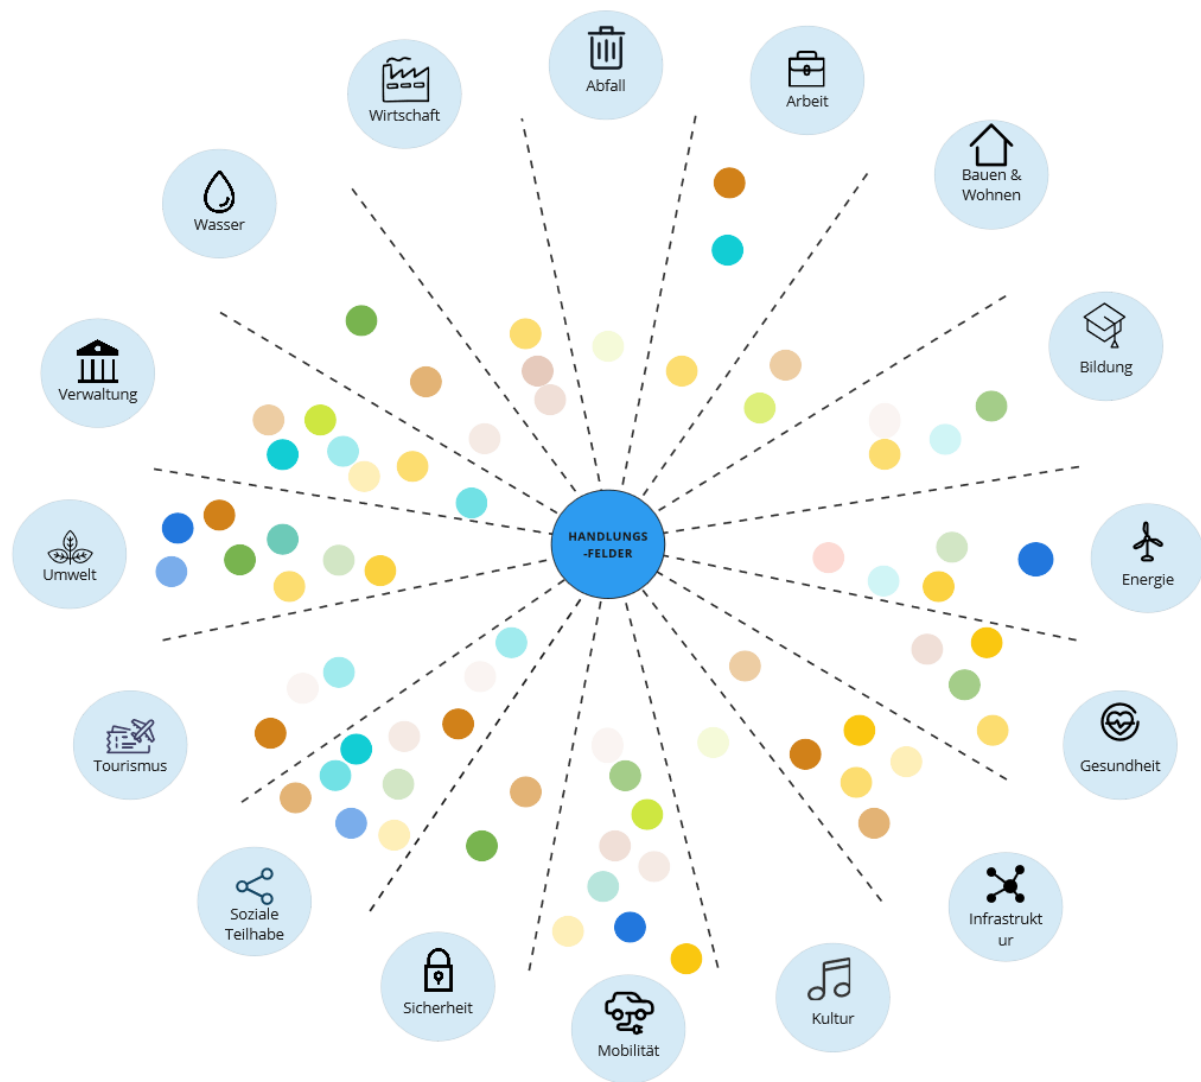 Abfall
Arbeit
Bauen &
Wohnen
Bildung
Energie
Gesundheit
Infrastrukt
ur
Kultur
Mobilität
Sicherheit
Soziale
Teilhabe
Tourismus
Umwelt
Verwaltung
Wasser
Wirtschaft
HANDLUNGS
-FELDER